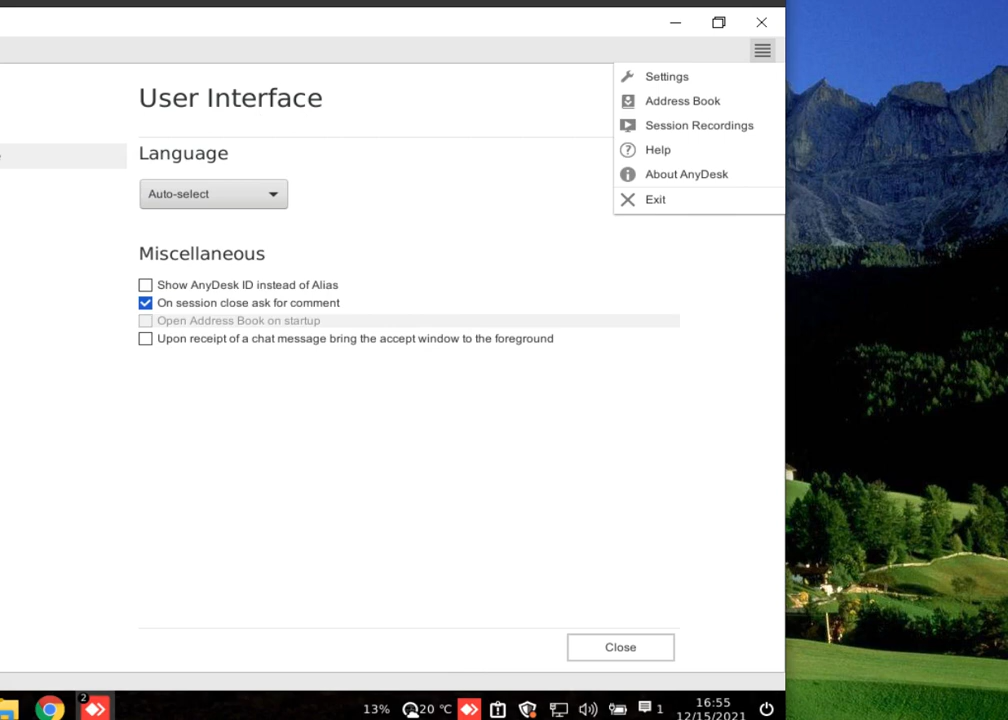 Settings
Address Book
Session Recordings
Help
About AnyDesk
Exit
User Interface
Language
Auto-select
Miscellaneous
Show AnyDesk ID instead of Alias
On session close ask for comment
Open Address Book on startup
Upon receipt of a chat message bring the accept window to the foreground
Close
2
13%
20 °C
1
16:55
12/15/2021